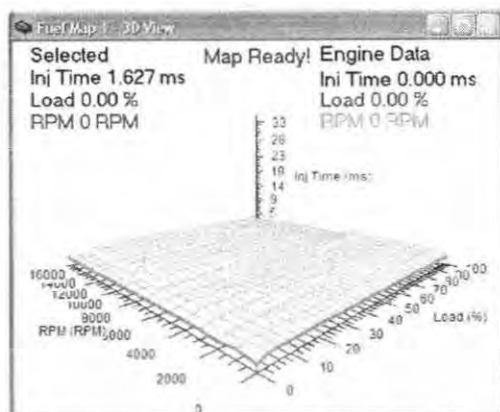 Fuel Map 1 - 3D View
Selected
Inj Time 1.627 ms
Load 0.00 %
RPM 0 RPM
Map Ready!
Engine Data
Inj Time 0.000 ms
Load 0.00 %
RPM 0 RPM
33
28
23
19
14
9
Inj Time (ms)
16000
14000
12000
10000
8000
6000
4000
2000
0
RPM (RPM)
100
90
80
70
60
50
40
30
20
10
0
Load (%)